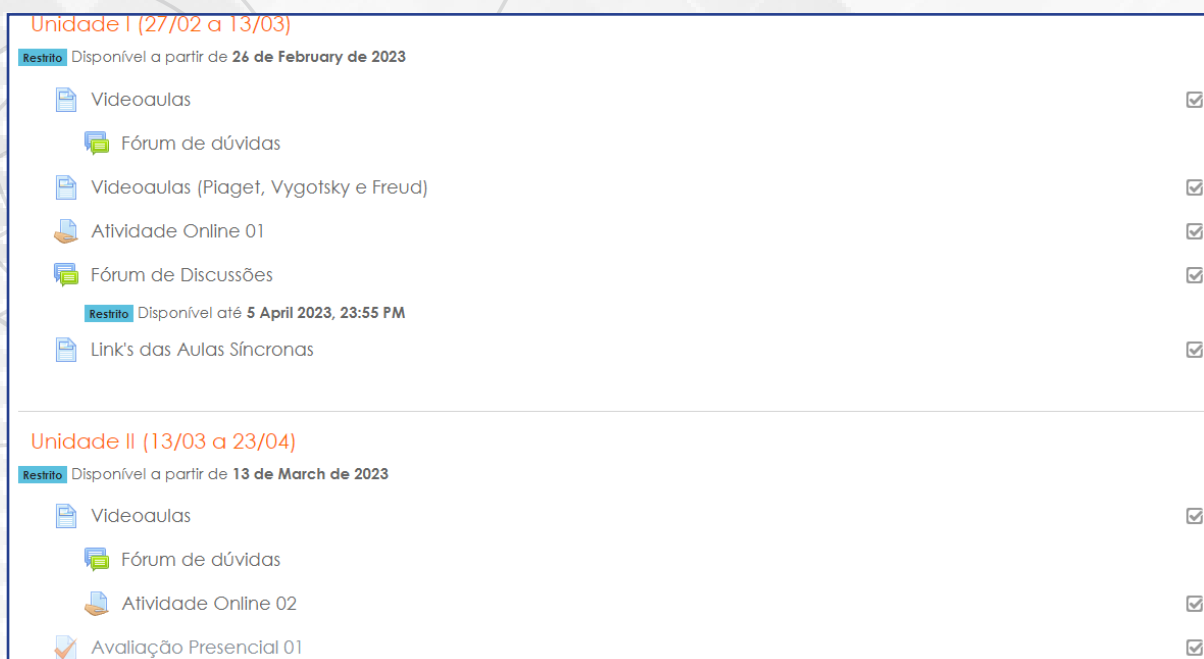 Unidade I (27/02 a 13/03)
Restrito Disponível a partir de 26 de February de 2023
Videoaulas
Fórum de dúvidas
Videoaulas (Piaget, Vygotsky e Freud)
Atividade Online 01
Fórum de Discussões
Restrito Disponível até 5 April 2023, 23:55 PM
Link's das Aulas Síncronas
Unidade II (13/03 a 23/04)
Restrito Disponível a partir de 13 de March de 2023
Videoaulas
Fórum de dúvidas
Atividade Online 02
Avaliação Presencial 01